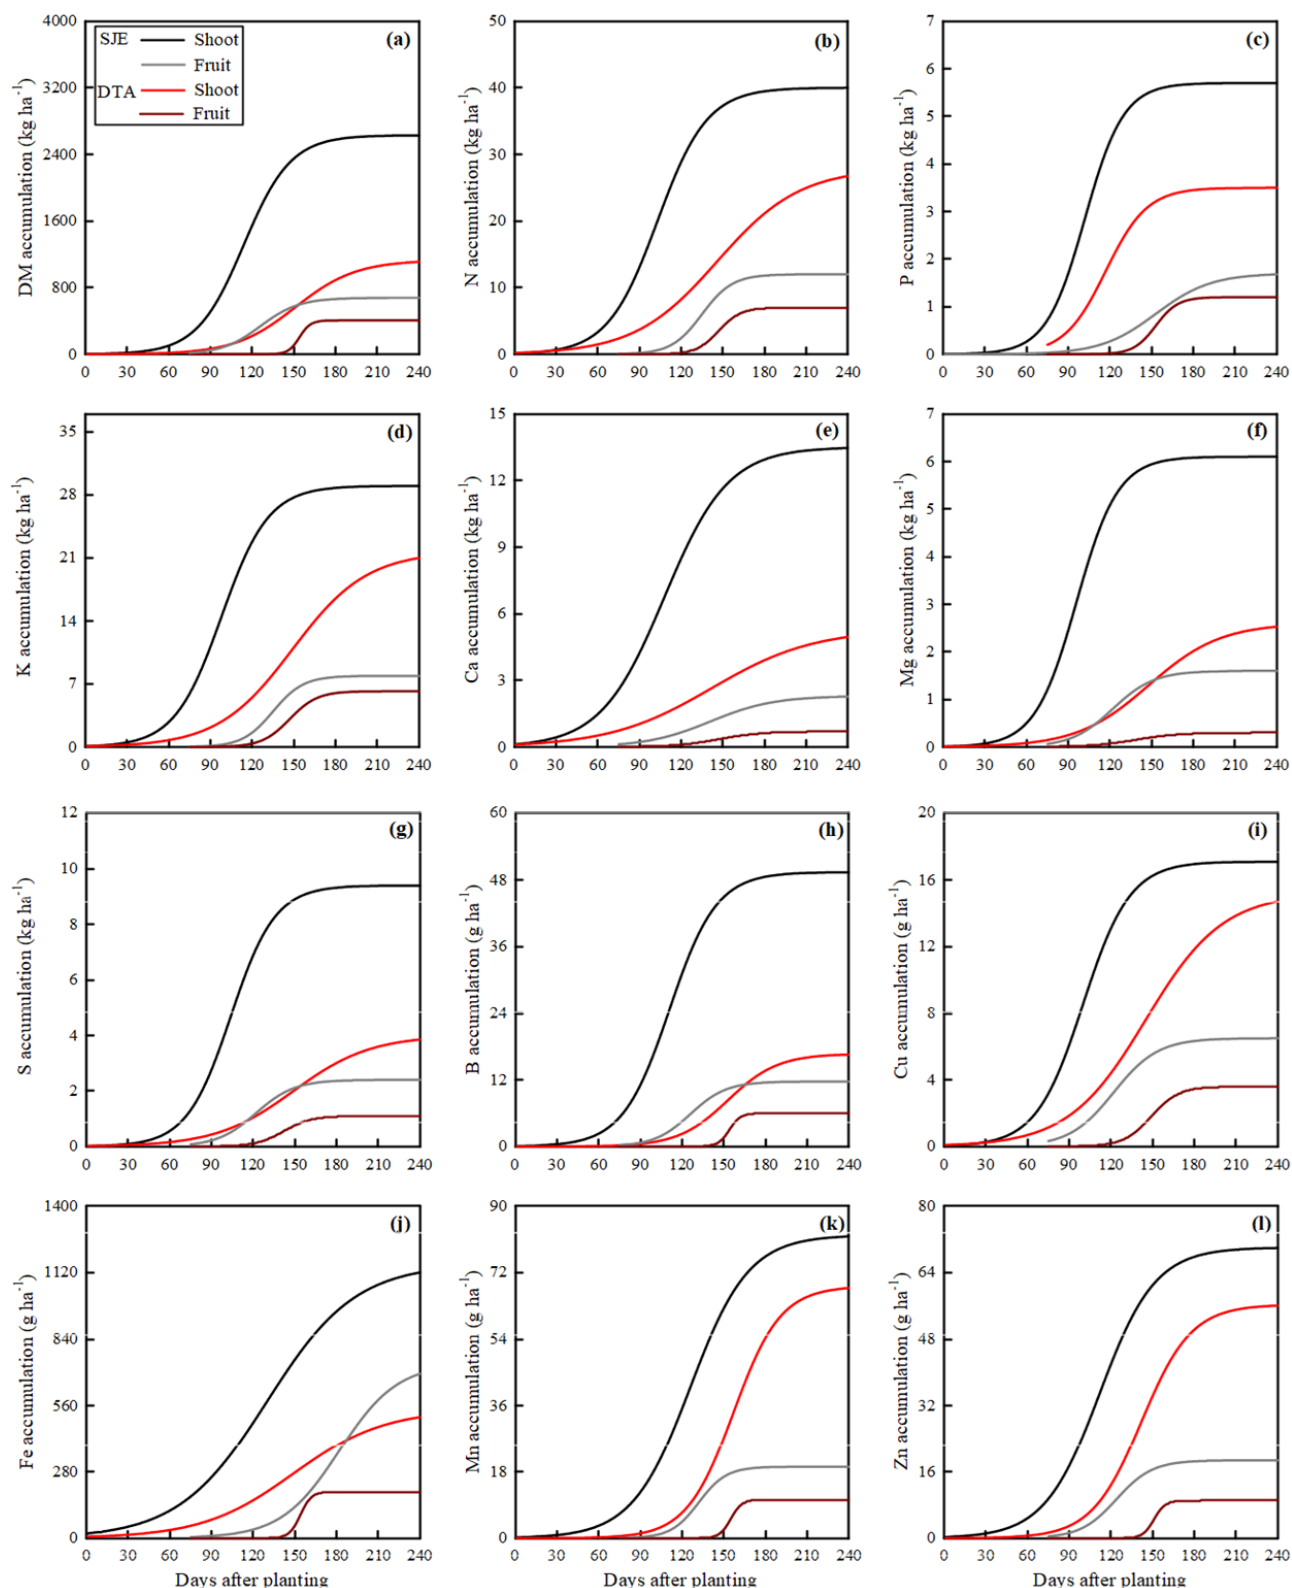 4000
3200
2400
1600
800
0
DM accumulation (kg ha⁻¹)
SJE Shoot
Fruit
DTA Shoot
Fruit
(a)
0 30 60 90 120 150 180 210 240
50
40
30
20
10
0
N accumulation (kg ha⁻¹)
(b)
0 30 60 90 120 150 180 210 240
7
6
5
4
3
2
1
0
P accumulation (kg ha⁻¹)
(c)
0 30 60 90 120 150 180 210 240
35
28
21
14
7
0
K accumulation (kg ha⁻¹)
(d)
0 30 60 90 120 150 180 210 240
15
12
9
6
3
0
Ca accumulation (kg ha⁻¹)
(e)
0 30 60 90 120 150 180 210 240
7
6
5
4
3
2
1
0
Mg accumulation (kg ha⁻¹)
(f)
0 30 60 90 120 150 180 210 240
12
10
8
6
4
2
0
S accumulation (kg ha⁻¹)
(g)
0 30 60 90 120 150 180 210 240
60
48
36
24
12
0
B accumulation (g ha⁻¹)
(h)
0 30 60 90 120 150 180 210 240
20
16
12
8
4
0
Cu accumulation (g ha⁻¹)
(i)
0 30 60 90 120 150 180 210 240
1400
1120
840
560
280
0
Fe accumulation (g ha⁻¹)
(j)
0 30 60 90 120 150 180 210 240
Days after planting
90
72
54
36
18
0
Mn accumulation (g ha⁻¹)
(k)
0 30 60 90 120 150 180 210 240
Days after planting
80
64
48
32
16
0
Zn accumulation (g ha⁻¹)
(l)
0 30 60 90 120 150 180 210 240
Days after planting